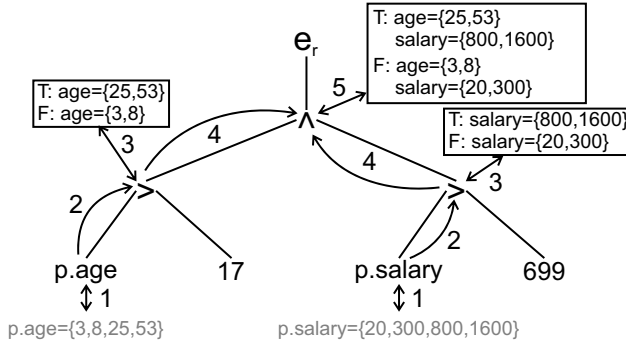 e_r
T: age={25,53}
salary={800,1600}
F: age={3,8}
salary={20,300}
5
T: age={25,53}
F: age={3,8}
∧
T: salary={800,1600}
F: salary={20,300}
3
4
4
3
2
>
>
2
p.age
17
p.salary
699
1
1
p.age={3,8,25,53}
p.salary={20,300,800,1600}